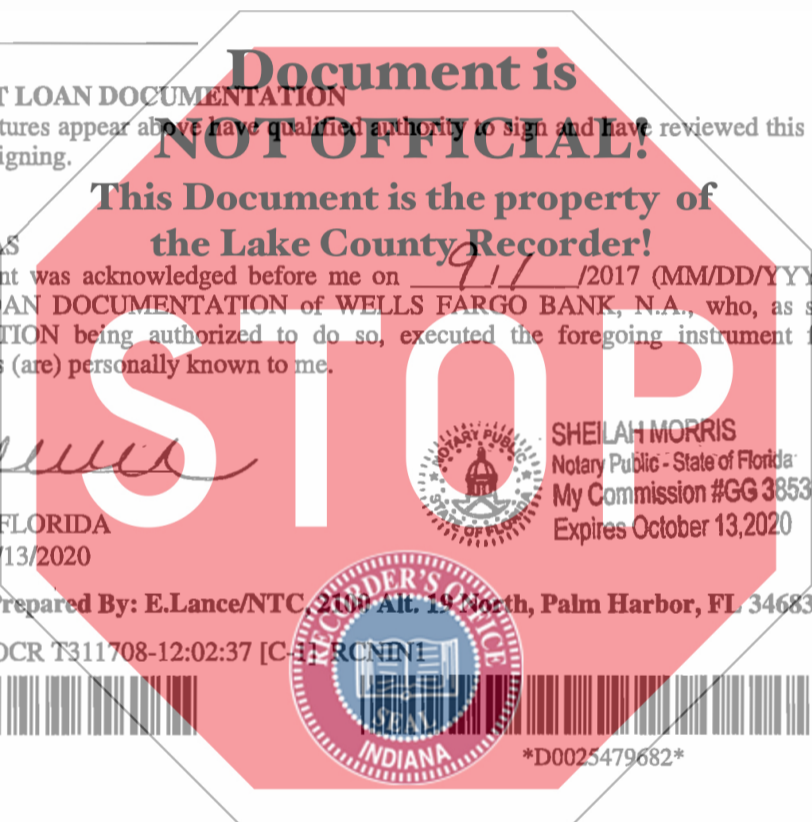 Document is
T LOAN DOCUMENTATION
tures appear above have qualified authority to sign and have reviewed this
NOT OFFICIAL!
igning.
This Document is the property of
the Lake County Recorder!
AS
nt was acknowledged before me on 9/1/2017 (MM/DD/YYY
OAN DOCUMENTATION of WELLS FARGO BANK, N.A., who, as s
TION being authorized to do so, executed the foregoing instrument f
s (are) personally known to me.
STOP
NOTARY PUBLIC
STATE OF FLORIDA
SHEILAH MORRIS
Notary Public - State of Florida
My Commission #GG 3853
Expires October 13,2020
FLORIDA
/13/2020
Prepared By: E.Lance/NTC, 2100 Alt. 19 North, Palm Harbor, FL 34683
OCR T311708-12:02:37 [C-1] RCNIN1
RECORDER'S OFFICE
SEAL
INDIANA
*D0025479682*